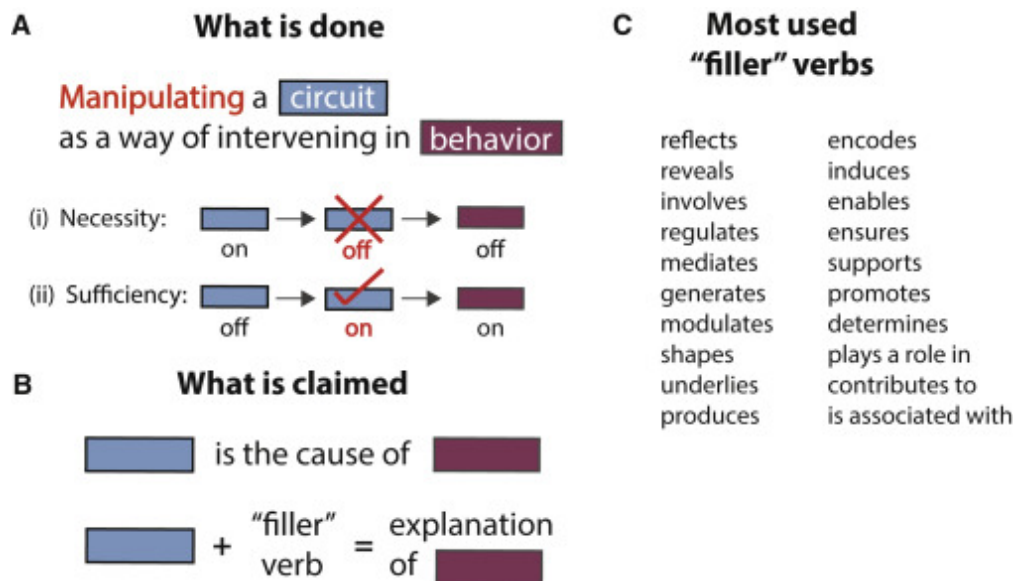 A What is done
Manipulating a circuit
as a way of intervening in behavior
(i) Necessity:
on off off
(ii) Sufficiency:
off on on
B What is claimed
is the cause of
+ “filler” verb = explanation of
C Most used
“filler” verbs
reflects encodes
reveals induces
involves enables
regulates ensures
mediates supports
generates promotes
modulates determines
shapes plays a role in
underlies contributes to
produces is associated with